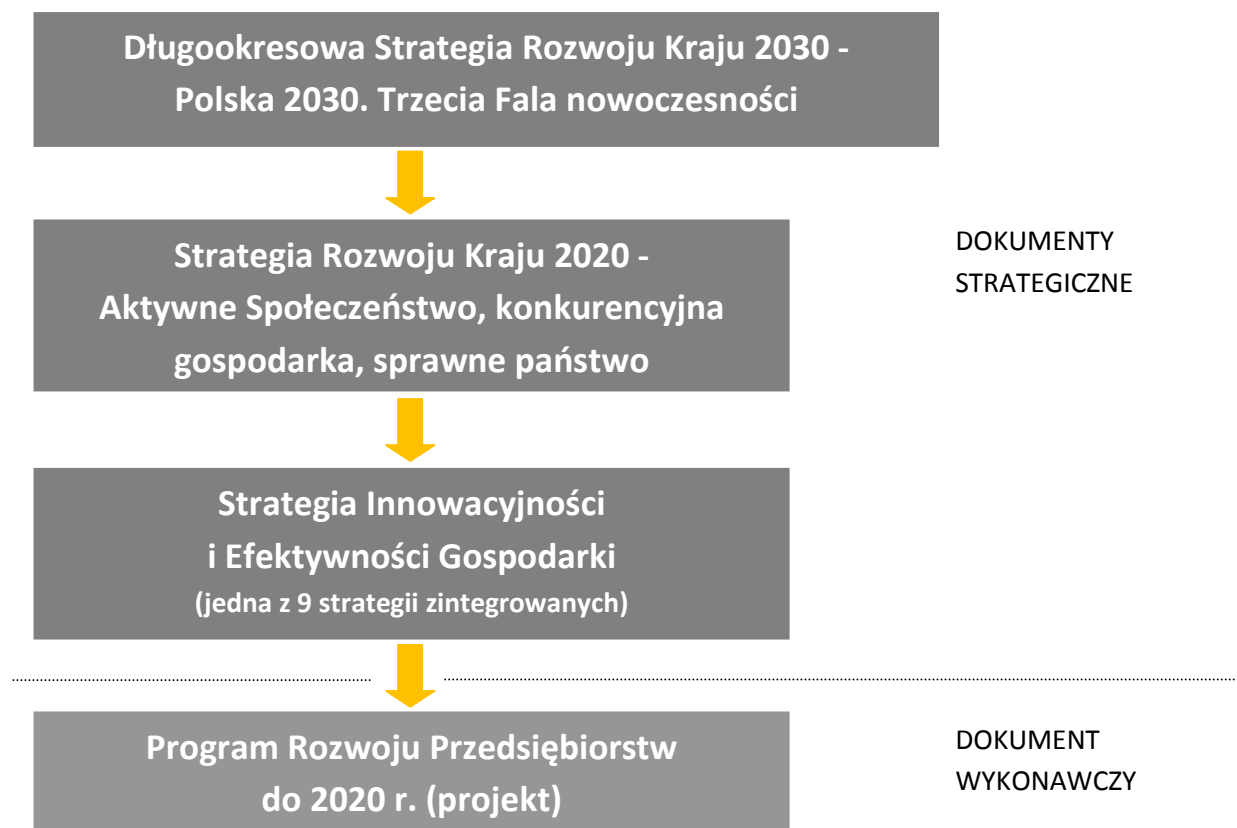 Długookresowa Strategia Rozwoju Kraju 2030 -
Polska 2030. Trzecia Fala nowoczesności
Strategia Rozwoju Kraju 2020 -
Aktywne Społeczeństwo, konkurencyjna
gospodarka, sprawne państwo
DOKUMENTY
STRATEGICZNE
Strategia Innowacyjności
i Efektywności Gospodarki
(jedna z 9 strategii zintegrowanych)
Program Rozwoju Przedsiębiorstw
do 2020 r. (projekt)
DOKUMENT
WYKONAWCZY